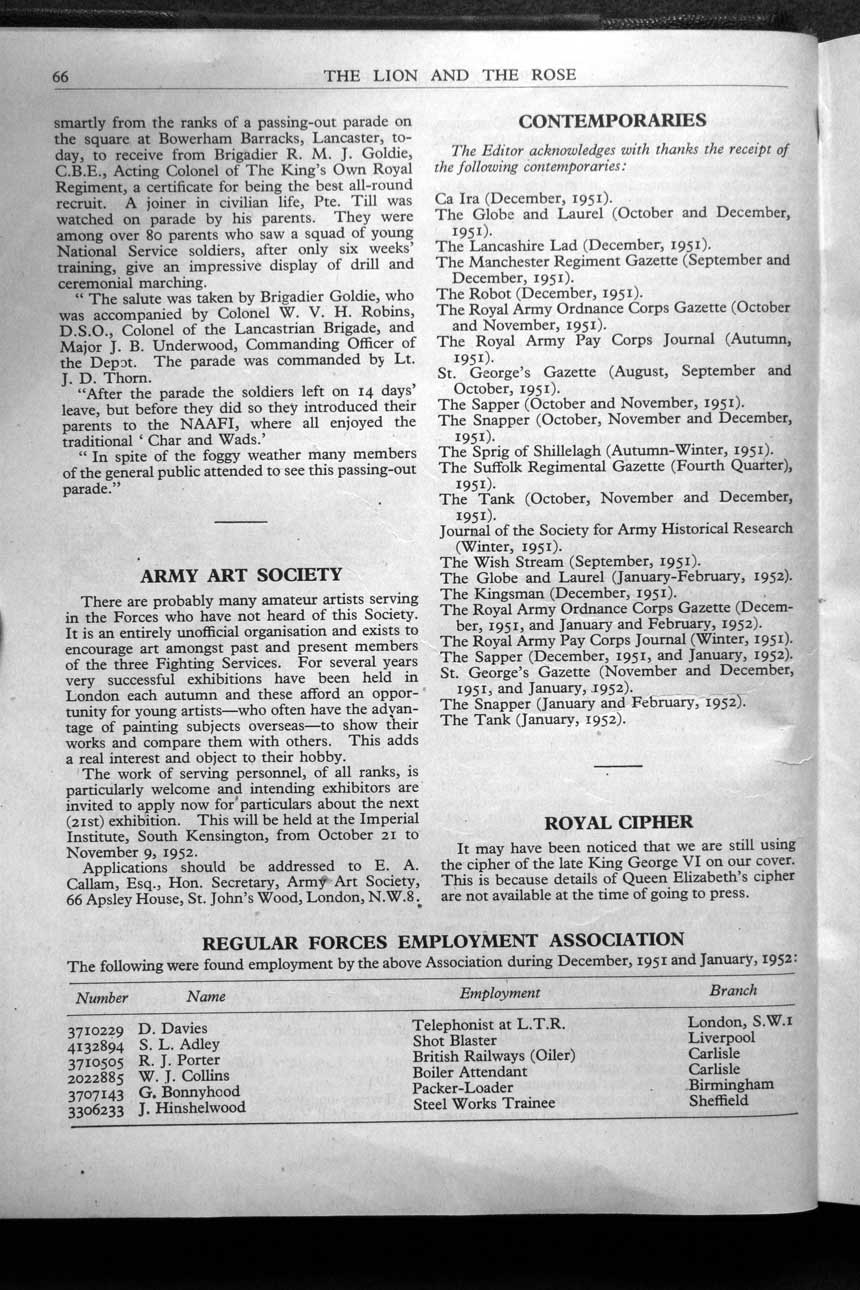 66
THE LION AND THE ROSE
smartly from the ranks of a passing-out parade on
the square at Bowerham Barracks, Lancaster, to-
day, to receive from Brigadier R. M. J. Goldie,
C.B.E., Acting Colonel of The King's Own Royal
Regiment, a certificate for being the best all-round
recruit. A joiner in civilian life, Pte. Till was
watched on parade by his parents. They were
among over 80 parents who saw a squad of young
National Service soldiers, after only six weeks'
training, give an impressive display of drill and
ceremonial marching.
" The salute was taken by Brigadier Goldie, who
was accompanied by Colonel W. V. H. Robins,
D.S.O., Colonel of the Lancastrian Brigade, and
Major J. B. Underwood, Commanding Officer of
the Depot. The parade was commanded by Lt.
J. D. Thorn.
"After the parade the soldiers left on 14 days'
leave, but before they did so they introduced their
parents to the NAAFI, where all enjoyed the
traditional ' Char and Wads.'
" In spite of the foggy weather many members
of the general public attended to see this passing-out
parade."
ARMY ART SOCIETY
There are probably many amateur artists serving
in the Forces who have not heard of this Society.
It is an entirely unofficial organisation and exists to
encourage art amongst past and present members
of the three Fighting Services. For several years
very successful exhibitions have been held in
London each autumn and these afford an oppor-
tunity for young artists—who often have the advan-
tage of painting subjects overseas—to show their
works and compare them with others. This adds
a real interest and object to their hobby.
The work of serving personnel, of all ranks, is
particularly welcome and intending exhibitors are
invited to apply now for particulars about the next
(21st) exhibition. This will be held at the Imperial
Institute, South Kensington, from October 21 to
November 9, 1952.
Applications should be addressed to E. A.
Callam, Esq., Hon. Secretary, Army Art Society,
66 Apsley House, St. John's Wood, London, N.W.8.
CONTEMPORARIES
The Editor acknowledges with thanks the receipt of
the following contemporaries:
Ca Ira (December, 1951).
The Globe and Laurel (October and December,
1951).
The Lancashire Lad (December, 1951).
The Manchester Regiment Gazette (September and
December, 1951).
The Robot (December, 1951).
The Royal Army Ordnance Corps Gazette (October
and November, 1951).
The Royal Army Pay Corps Journal (Autumn,
1951).
St. George's Gazette (August, September and
October, 1951).
The Sapper (October and November, 1951).
The Snapper (October, November and December,
1951).
The Sprig of Shillelagh (Autumn-Winter, 1951).
The Suffolk Regimental Gazette (Fourth Quarter),
1951).
The Tank (October, November and December,
1951).
Journal of the Society for Army Historical Research
(Winter, 1951).
The Wish Stream (September, 1951).
The Globe and Laurel (January-February, 1952).
The Kingsman (December, 1951).
The Royal Army Ordnance Corps Gazette (Decem-
ber, 1951, and January and February, 1952).
The Royal Army Pay Corps Journal (Winter, 1951).
The Sapper (December, 1951, and January, 1952).
St. George's Gazette (November and December,
1951, and January, 1952).
The Snapper (January and February, 1952).
The Tank (January, 1952).
ROYAL CIPHER
It may have been noticed that we are still using
the cipher of the late King George VI on our cover.
This is because details of Queen Elizabeth's cipher
are not available at the time of going to press.
REGULAR FORCES EMPLOYMENT ASSOCIATION
The following were found employment by the above Association during December, 1951 and January, 1952:
Number Name Employment Branch
3710229 D. Davies Telephonist at L.T.R. London, S.W.1
4132894 S. L. Adley Shot Blaster Liverpool
3710505 R. J. Porter British Railways (Oiler) Carlisle
2022885 W. J. Collins Boiler Attendant Carlisle
3707143 G. Bonnyhood Packer-Loader Birmingham
3306233 J. Hinshelwood Steel Works Trainee Sheffield